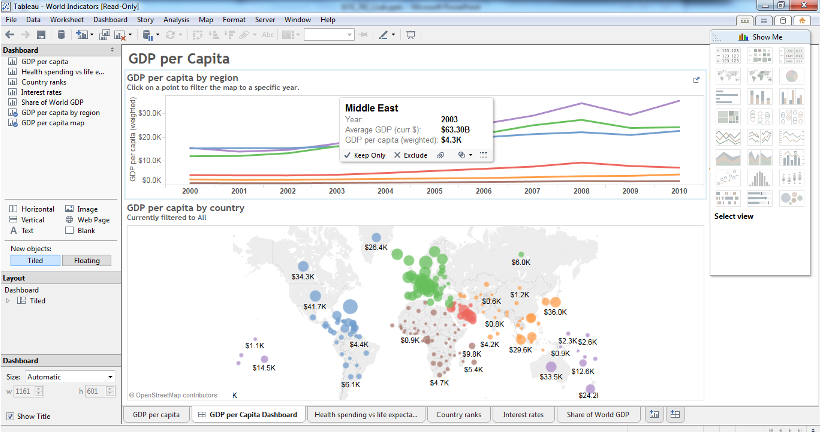 Tableau - World Indicators [Read-Only]
File Data Worksheet Dashboard Story Analysis Map Format Server Window Help
Abc
Show Me
Dashboard
GDP per capita
Health spending vs life e...
Country ranks
Interest rates
Share of World GDP
GDP per capita by region
GDP per capita map
Horizontal Image
Vertical Web Page
A Text Blank
New objects:
Tiled Floating
Layout
Dashboard
Tiled
Dashboard
Size: Automatic
w 1161 h 601
Show Title
GDP per Capita
GDP per capita by region
Click on a point to filter the map to a specific year.
GDP per capita (weighted)
$30.0K
$20.0K
$10.0K
$0.0K
2000 2001 2002 2003 2004 2005 2006 2007 2008 2009 2010
Middle East
Year: 2003
Average GDP (curr $): $63.30B
GDP per capita (weighted): $4.3K
Keep Only Exclude
GDP per capita by country
Currently filtered to All
$26.4K
$6.0K
$34.3K
$1.2K
$0.6K
$41.7K
$36.0K
$0.8K
$0.9K
$4.4K
$4.2K
$2.3K
$2.6K
$1.1K
$29.6K
$9.8K
$0.9K
$14.5K
$5.4K
$12.6K
$33.5K
$6.1K
$4.7K
$24.2
© OpenStreetMap contributors
K
Select view
GDP per capita GDP per Capita Dashboard Health spending vs life expecta... Country ranks Interest rates Share of World GDP